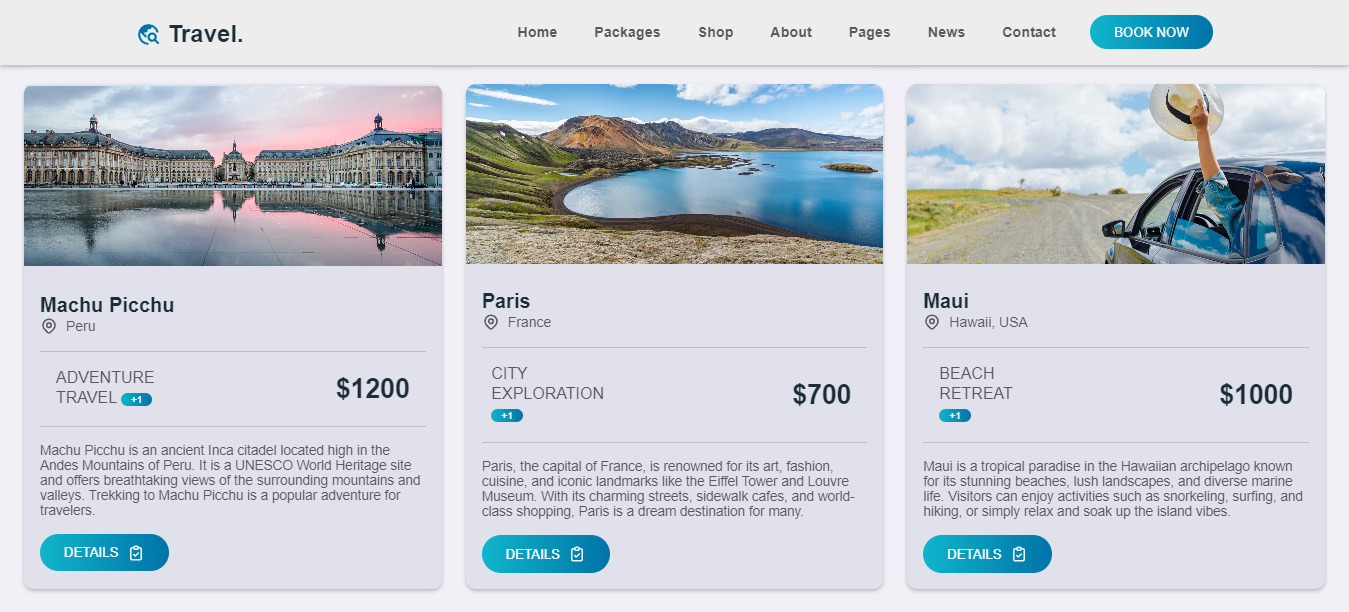 Travel.
Home Packages Shop About Pages News Contact BOOK NOW
Machu Picchu
Peru
ADVENTURE
TRAVEL +1
$1200
Machu Picchu is an ancient Inca citadel located high in the
Andes Mountains of Peru. It is a UNESCO World Heritage site
and offers breathtaking views of the surrounding mountains and
valleys. Trekking to Machu Picchu is a popular adventure for
travelers.
DETAILS
Paris
France
CITY
EXPLORATION
+1
$700
Paris, the capital of France, is renowned for its art, fashion,
cuisine, and iconic landmarks like the Eiffel Tower and Louvre
Museum. With its charming streets, sidewalk cafes, and world-
class shopping, Paris is a dream destination for many.
DETAILS
Maui
Hawaii, USA
BEACH
RETREAT
+1
$1000
Maui is a tropical paradise in the Hawaiian archipelago known
for its stunning beaches, lush landscapes, and diverse marine
life. Visitors can enjoy activities such as snorkeling, surfing, and
hiking, or simply relax and soak up the island vibes.
DETAILS